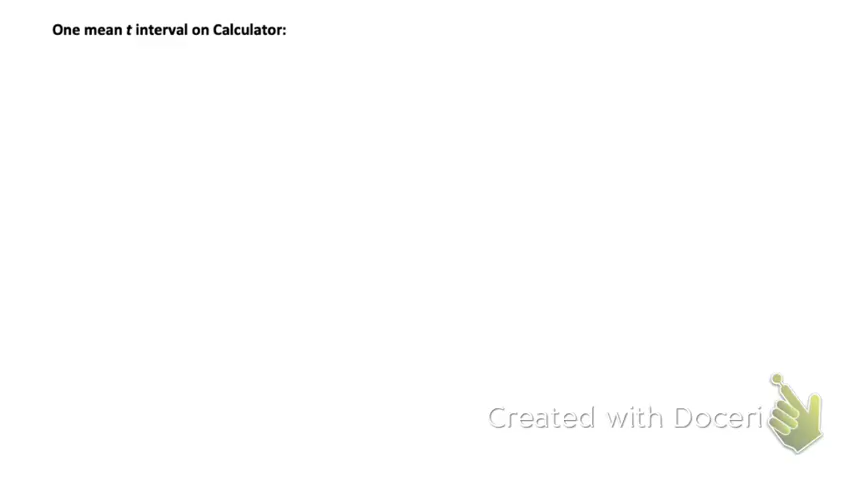 One mean t interval on Calculator:
Created with Doceri